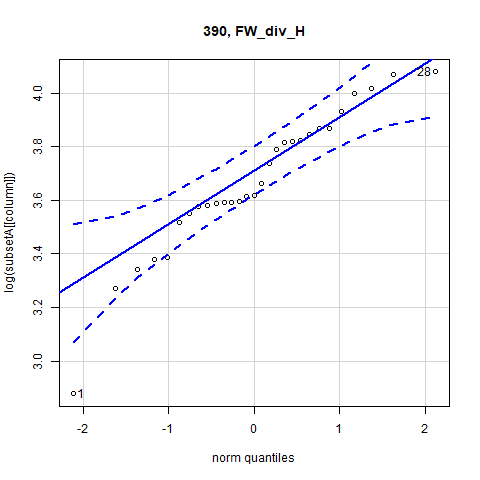 390, FW_div_H
log(subsetA[[column]])
4.0
3.8
3.6
3.4
3.2
3.0
28
1
-2 -1 0 1 2
norm quantiles